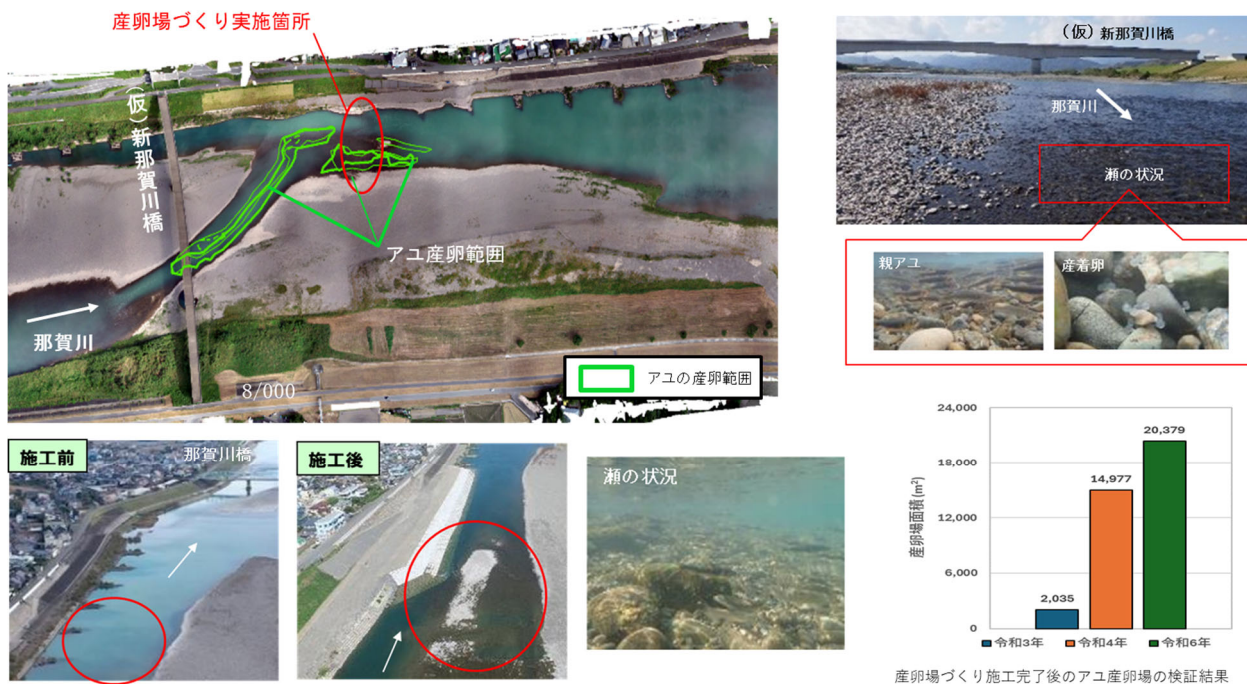 産卵場づくり実施箇所
(仮)新那賀川橋
アユ産卵範囲
那賀川
8/000
アユの産卵範囲
(仮)新那賀川橋
那賀川
瀬の状況
親アユ
産着卵
施工前
那賀川橋
施工後
瀬の状況
24,000
18,000
12,000
6,000
0
産卵場面積(m²)
2,035
14,977
20,379
令和3年 令和4年 令和6年
産卵場づくり施工完了後のアユ産卵場の検証結果